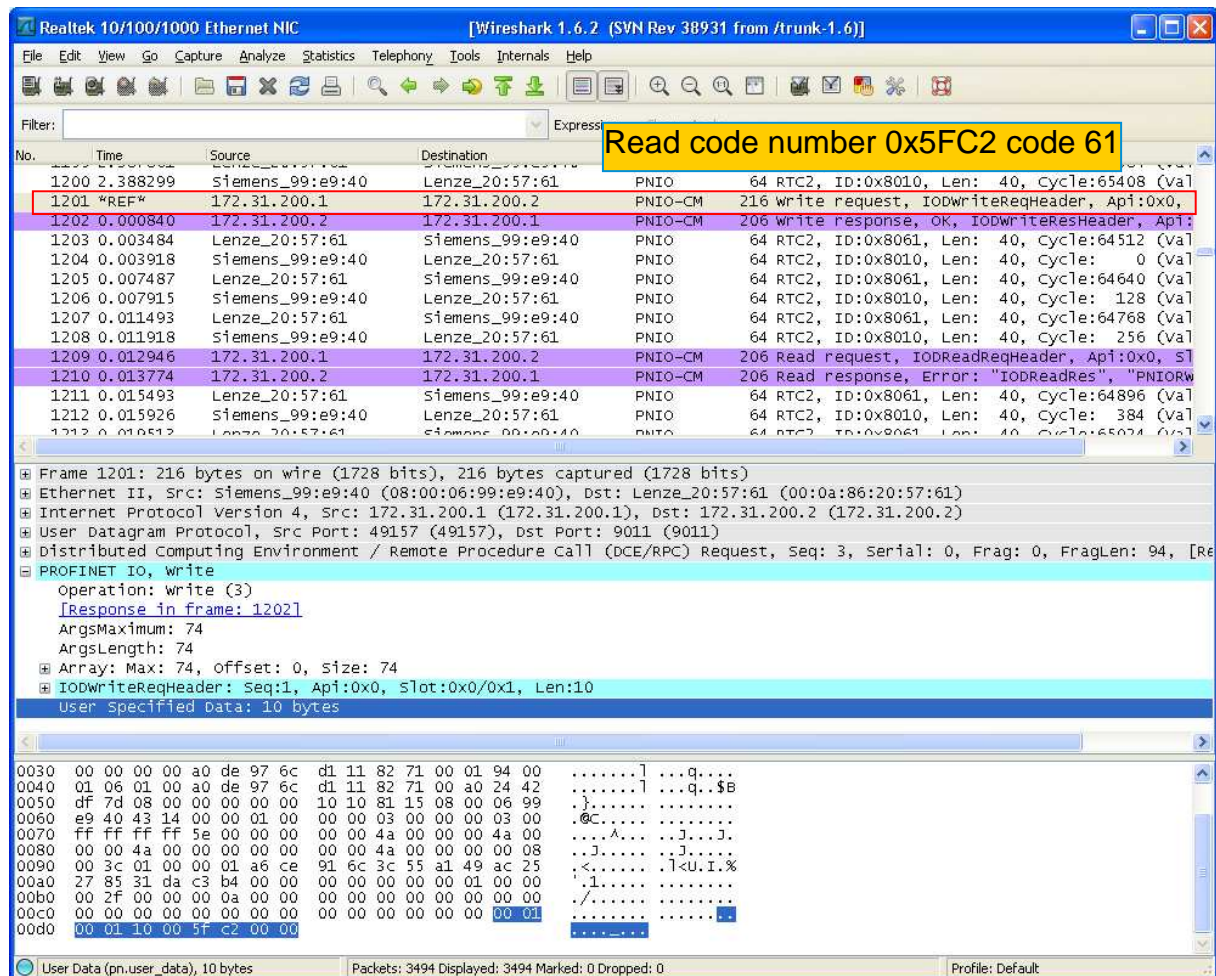 Realtek 10/100/1000 Ethernet NIC [Wireshark 1.6.2 (SVN Rev 38931 from /trunk-1.6)]
File Edit View Go Capture Analyze Statistics Telephony Tools Internals Help
Filter: Expressi
Read code number 0x5FC2 code 61
No. Time Source Destination
1200 2.388299 Siemens_99:e9:40 Lenze_20:57:61 PNIO 64 RTC2, ID:0x8010, Len: 40, Cycle:65408 (Val
1201 *REF* 172.31.200.1 172.31.200.2 PNIO-CM 216 Write request, IODWriteReqHeader, Api:0x0,
1202 0.000840 172.31.200.2 172.31.200.1 PNIO-CM 206 Write response, OK, IODWriteResHeader, Api:
1203 0.003484 Lenze_20:57:61 Siemens_99:e9:40 PNIO 64 RTC2, ID:0x8061, Len: 40, Cycle:64512 (Val
1204 0.003918 Siemens_99:e9:40 Lenze_20:57:61 PNIO 64 RTC2, ID:0x8010, Len: 40, Cycle: 0 (Val
1205 0.007487 Lenze_20:57:61 Siemens_99:e9:40 PNIO 64 RTC2, ID:0x8061, Len: 40, Cycle:64640 (Val
1206 0.007915 Siemens_99:e9:40 Lenze_20:57:61 PNIO 64 RTC2, ID:0x8010, Len: 40, Cycle: 128 (Val
1207 0.011493 Lenze_20:57:61 Siemens_99:e9:40 PNIO 64 RTC2, ID:0x8061, Len: 40, Cycle:64768 (Val
1208 0.011918 Siemens_99:e9:40 Lenze_20:57:61 PNIO 64 RTC2, ID:0x8010, Len: 40, Cycle: 256 (Val
1209 0.012946 172.31.200.1 172.31.200.2 PNIO-CM 206 Read request, IODReadReqHeader, Api:0x0, Sl
1210 0.013774 172.31.200.2 172.31.200.1 PNIO-CM 206 Read response, Error: "IODReadRes", "PNIORW
1211 0.015493 Lenze_20:57:61 Siemens_99:e9:40 PNIO 64 RTC2, ID:0x8061, Len: 40, Cycle:64896 (Val
1212 0.015926 Siemens_99:e9:40 Lenze_20:57:61 PNIO 64 RTC2, ID:0x8010, Len: 40, Cycle: 384 (Val
1213 0.019513 Lenze_20:57:61 Siemens_99:e9:40 PNIO 64 RTC2, ID:0x8061, Len: 40, Cycle:65024 (Val
Frame 1201: 216 bytes on wire (1728 bits), 216 bytes captured (1728 bits)
Ethernet II, Src: Siemens_99:e9:40 (08:00:06:99:e9:40), Dst: Lenze_20:57:61 (00:0a:86:20:57:61)
Internet Protocol Version 4, Src: 172.31.200.1 (172.31.200.1), Dst: 172.31.200.2 (172.31.200.2)
User Datagram Protocol, Src Port: 49157 (49157), Dst Port: 9011 (9011)
Distributed Computing Environment / Remote Procedure Call (DCE/RPC) Request, Seq: 3, Serial: 0, Frag: 0, FragLen: 94, [Re
PROFINET IO, Write
Operation: Write (3)
[Response in frame: 1202]
ArgsMaximum: 74
ArgsLength: 74
Array: Max: 74, Offset: 0, Size: 74
IODWriteReqHeader: Seq:1, Api:0x0, Slot:0x0/0x1, Len:10
User Specified Data: 10 bytes
0030 00 00 00 00 a0 de 97 6c d1 11 82 71 00 01 94 00 .......l ...q....
0040 01 06 01 00 a0 de 97 6c d1 11 82 71 00 a0 24 42 .......l ...q..$B
0050 df 7d 08 00 00 00 00 00 10 10 81 15 08 00 06 99 .}...... ........
0060 e9 40 43 14 00 00 01 00 00 00 03 00 00 00 03 00 .@C..... ........
0070 ff ff ff ff 5e 00 00 00 00 00 4a 00 00 00 4a 00 ....^... ..J...J.
0080 00 00 4a 00 00 00 00 00 00 00 4a 00 00 00 00 08 ..J..... ..J.....
0090 00 3c 01 00 00 01 a6 ce 91 6c 3c 55 a1 49 ac 25 .<...... .l<U.I.%
00a0 27 85 31 da c3 b4 00 00 00 00 00 00 00 01 00 00 '.1..... ........
00b0 00 2f 00 00 00 0a 00 00 00 00 00 00 00 00 00 00 ./...... ........
00c0 00 00 00 00 00 00 00 00 00 00 00 00 00 00 00 01 ........ ........
00d0 00 01 10 00 5f c2 00 00 ...._...
User Data (pn.user_data), 10 bytes Packets: 3494 Displayed: 3494 Marked: 0 Dropped: 0 Profile: Default